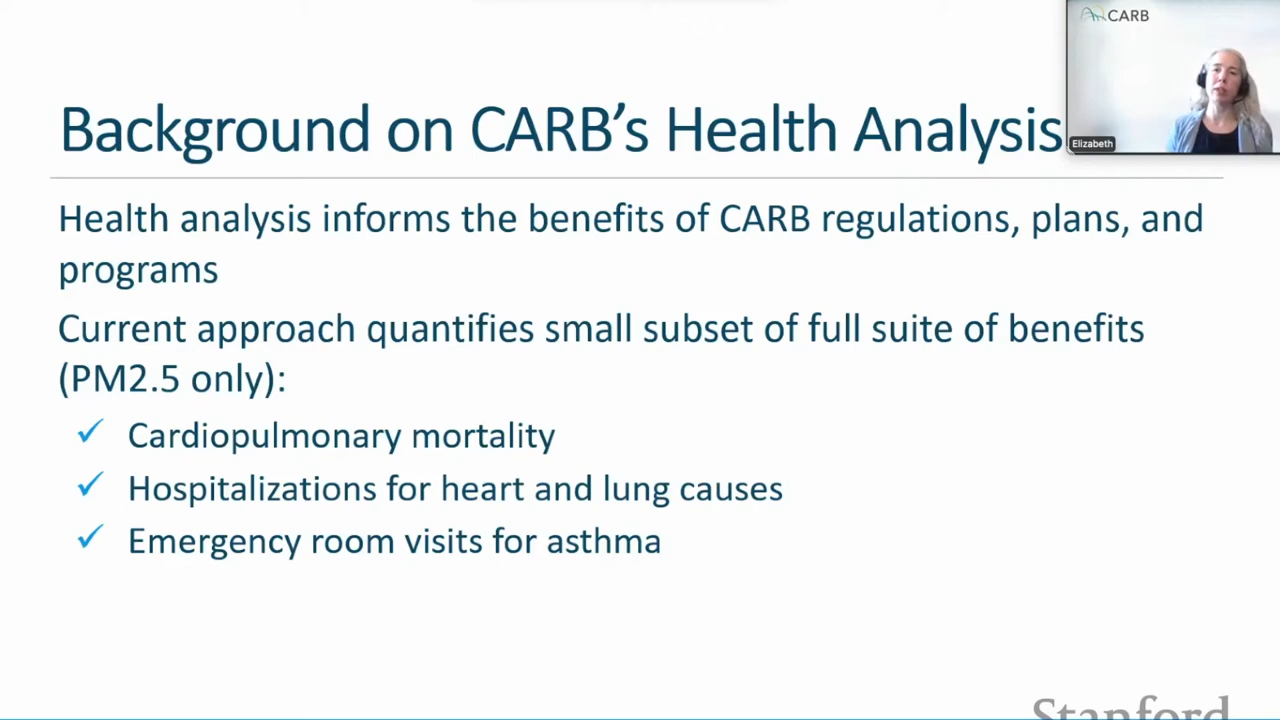 CARB
Background on CARB's Health Analysis
Elizabeth
Health analysis informs the benefits of CARB regulations, plans, and
programs
Current approach quantifies small subset of full suite of benefits
(PM2.5 only):
✓ Cardiopulmonary mortality
✓ Hospitalizations for heart and lung causes
✓ Emergency room visits for asthma
Stanford